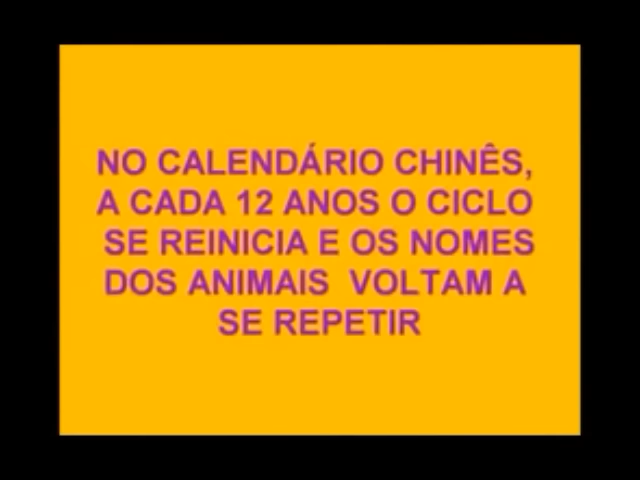 NO CALENDÁRIO CHINÊS,
A CADA 12 ANOS O CICLO
SE REINICIA E OS NOMES
DOS ANIMAIS VOLTAM A
SE REPETIR